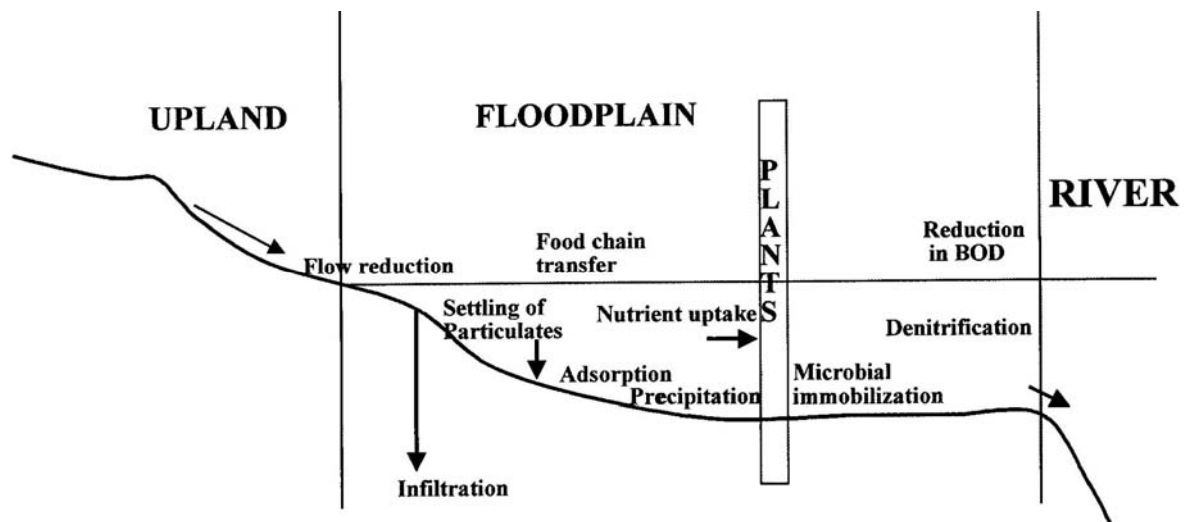 UPLAND
FLOODPLAIN
PLANTS
RIVER
Flow reduction
Food chain
transfer
Reduction
in BOD
Settling of
Particulates
Nutrient uptake
Denitrification
Adsorption
Precipitation
Microbial
immobilization
Infiltration